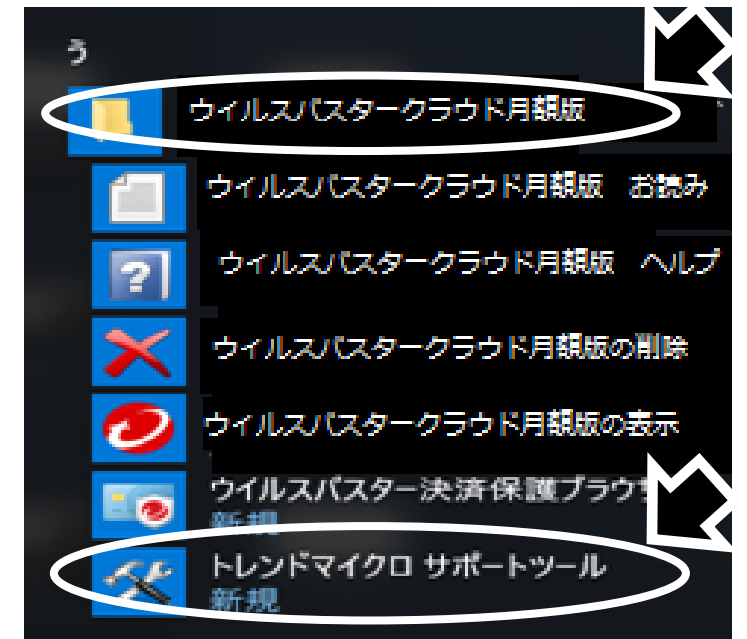 う
ウイルスバスタークラウド月額版
ウイルスバスタークラウド月額版　お読み
ウイルスバスタークラウド月額版　ヘルプ
ウイルスバスタークラウド月額版の削除
ウイルスバスタークラウド月額版の表示
ウイルスバスター決済保護ブラウ
新規
トレンドマイクロ サポートツール
新規